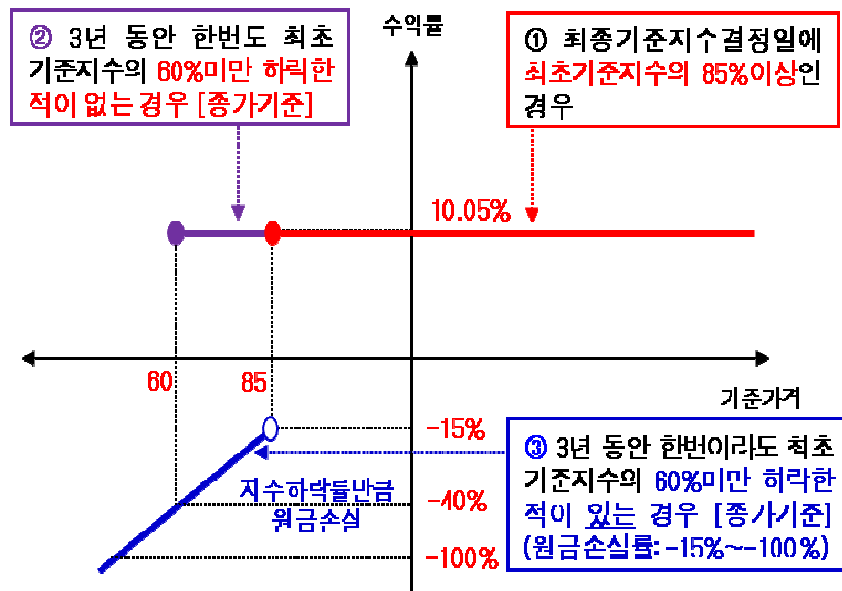 ② 3년 동안 한번도 최초
기준지수의 60%미만 하락한
적이 없는 경우 [종가기준]
수익률
① 최종기준지수결정일에
최초기준지수의 85%이상인
경우
10.05%
60
85
기준가격
-15%
-40%
-100%
지수하락률만큼
원금손실
③ 3년 동안 한번이라도 최초
기준지수의 60%미만 하락한
적이 있는 경우 [종가기준]
(원금손실률: -15%~-100%)